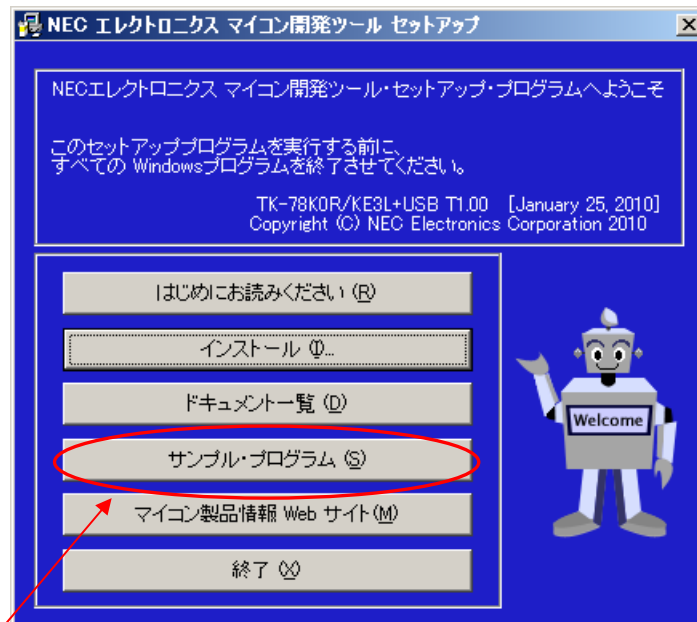 NEC エレクトロニクス マイコン開発ツール セットアップ
NECエレクトロニクス マイコン開発ツール・セットアップ・プログラムへようこそ
このセットアッププログラムを実行する前に、
すべての Windowsプログラムを終了させてください。
TK-78K0R/KE3L+USB T1.00 [January 25, 2010]
Copyright (C) NEC Electronics Corporation 2010
はじめにお読みください (R)
インストール (I)...
ドキュメント一覧 (D)
サンプル・プログラム (S)
マイコン製品情報 Web サイト(M)
終了 (X)
Welcome